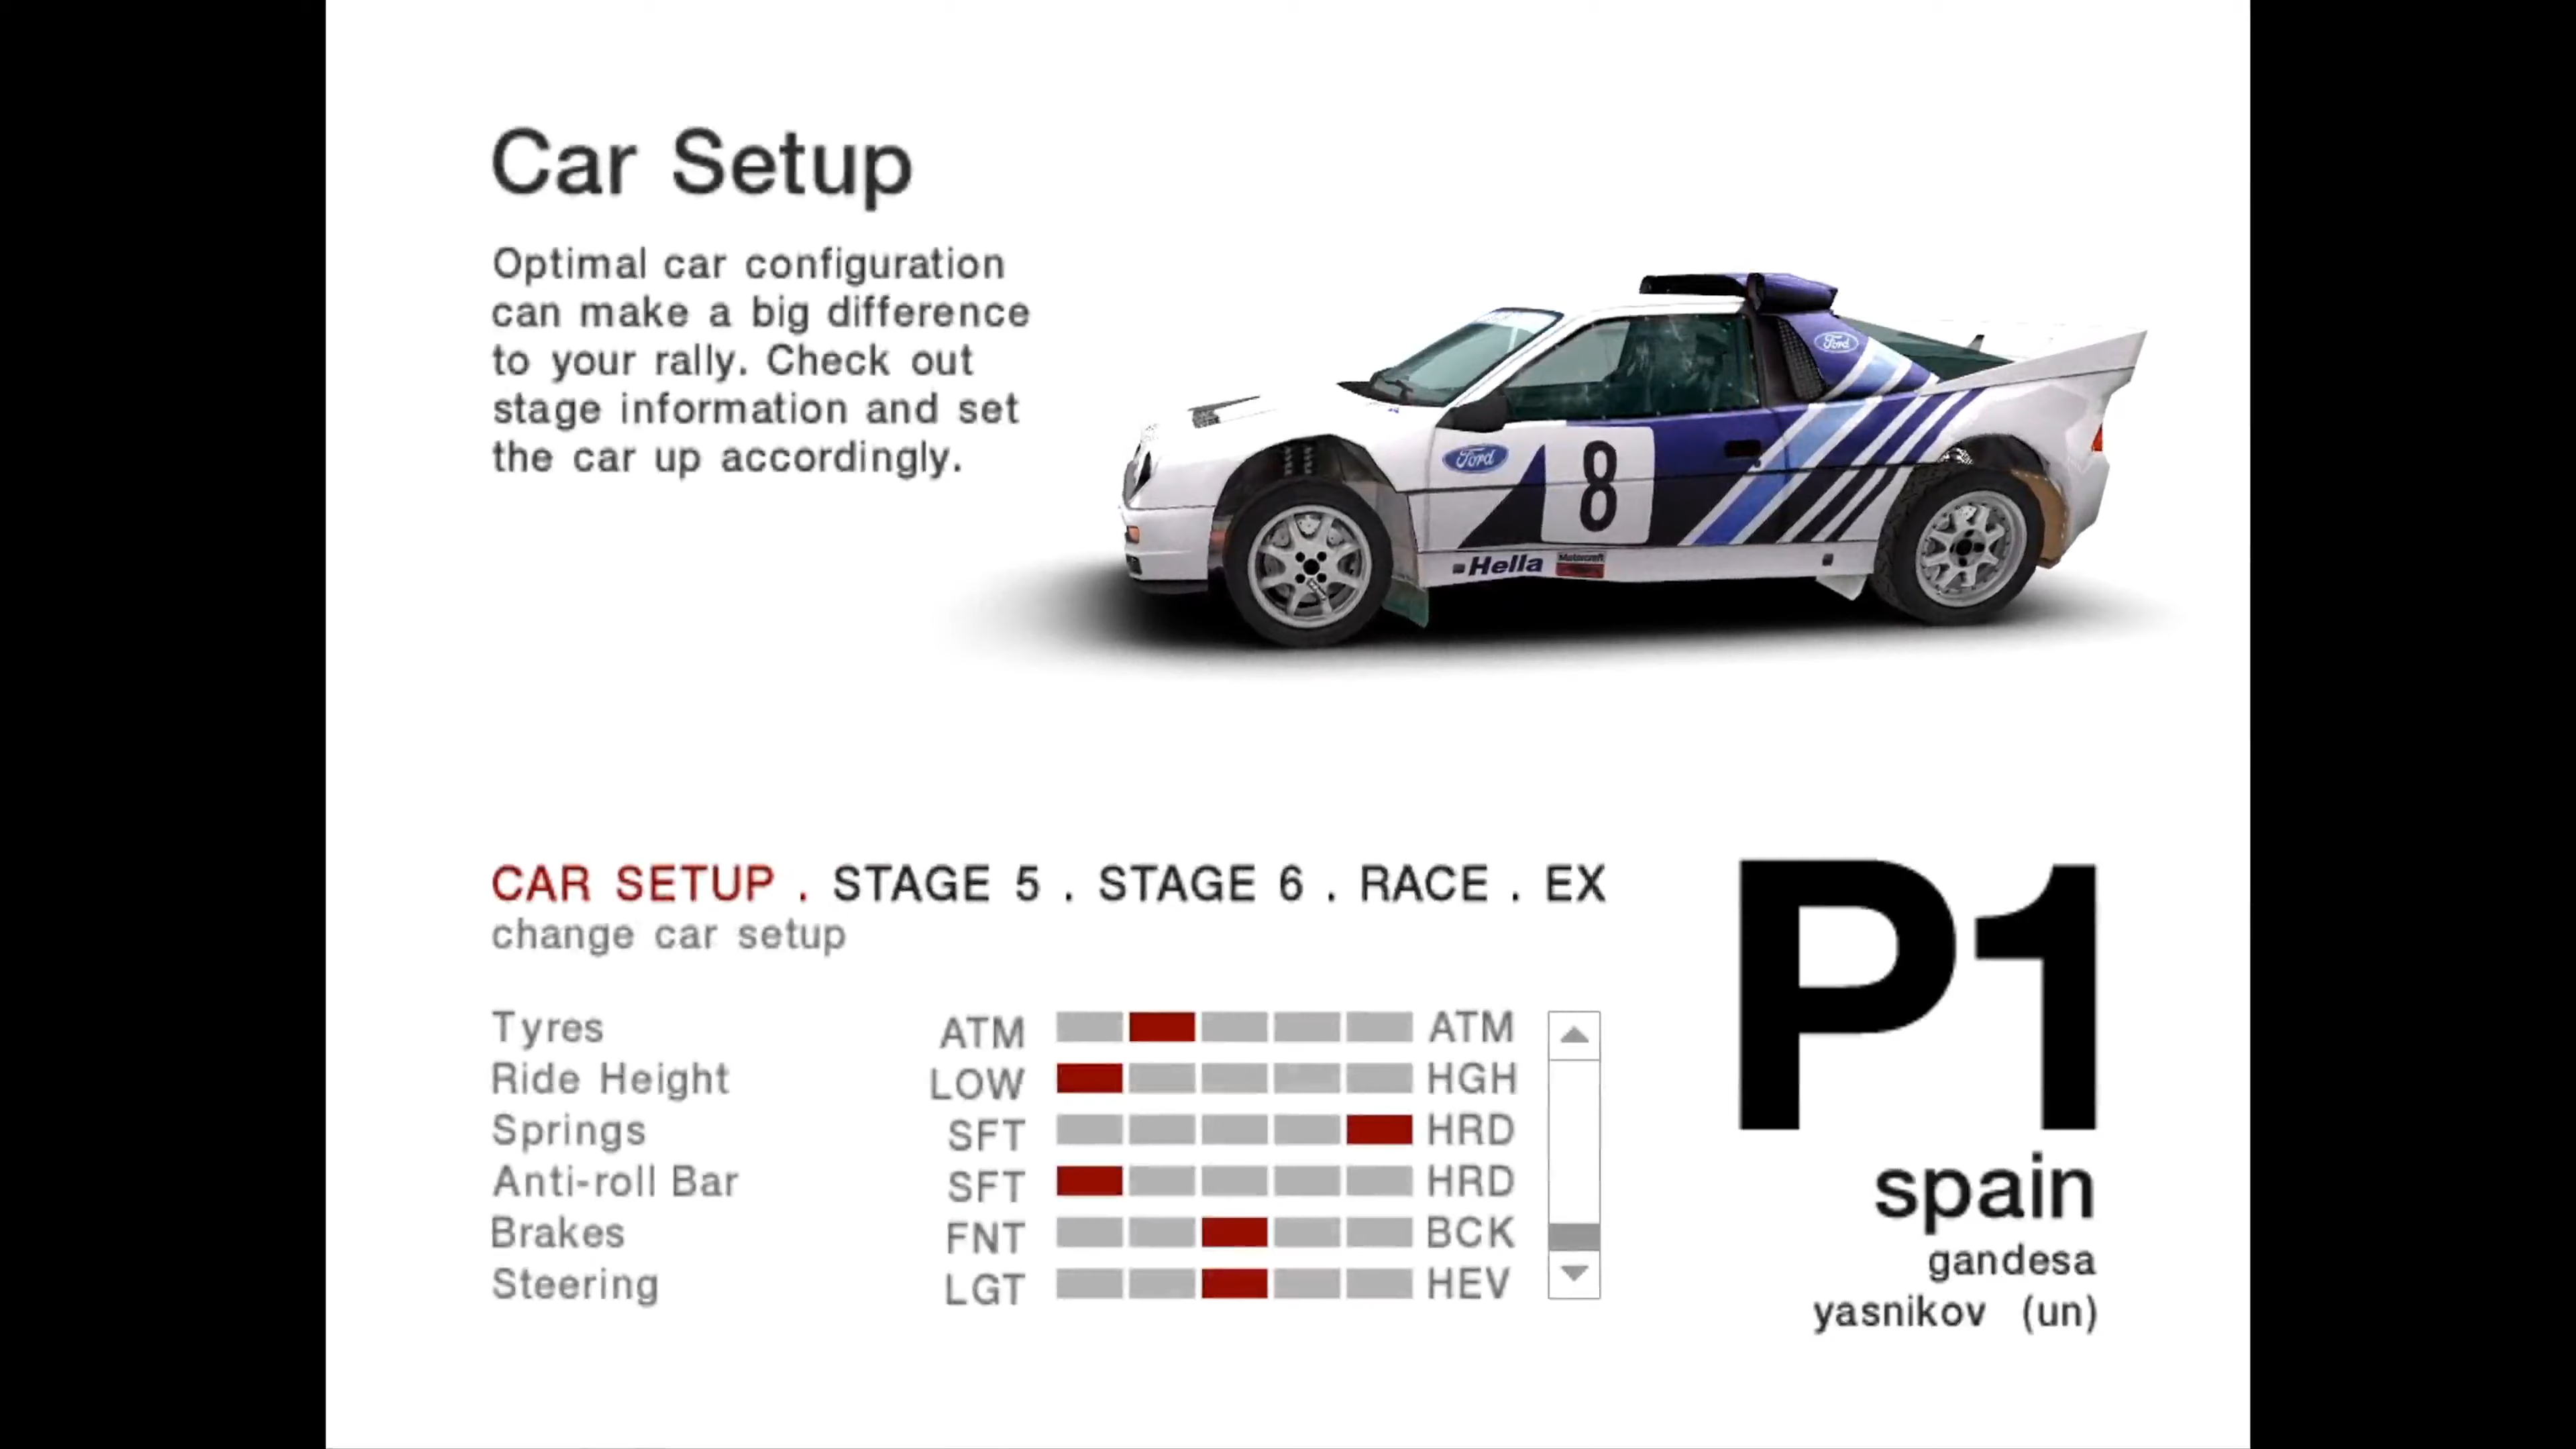 Car Setup
Optimal car configuration
can make a big difference
to your rally. Check out
stage information and set
the car up accordingly.
Ford
Ford
8
Hella
Motorcraft
CAR SETUP . STAGE 5 . STAGE 6 . RACE . EX
change car setup
Tyres ATM ATM
Ride Height LOW HGH
Springs SFT HRD
Anti-roll Bar SFT HRD
Brakes FNT BCK
Steering LGT HEV
P1
spain
gandesa
yasnikov (un)